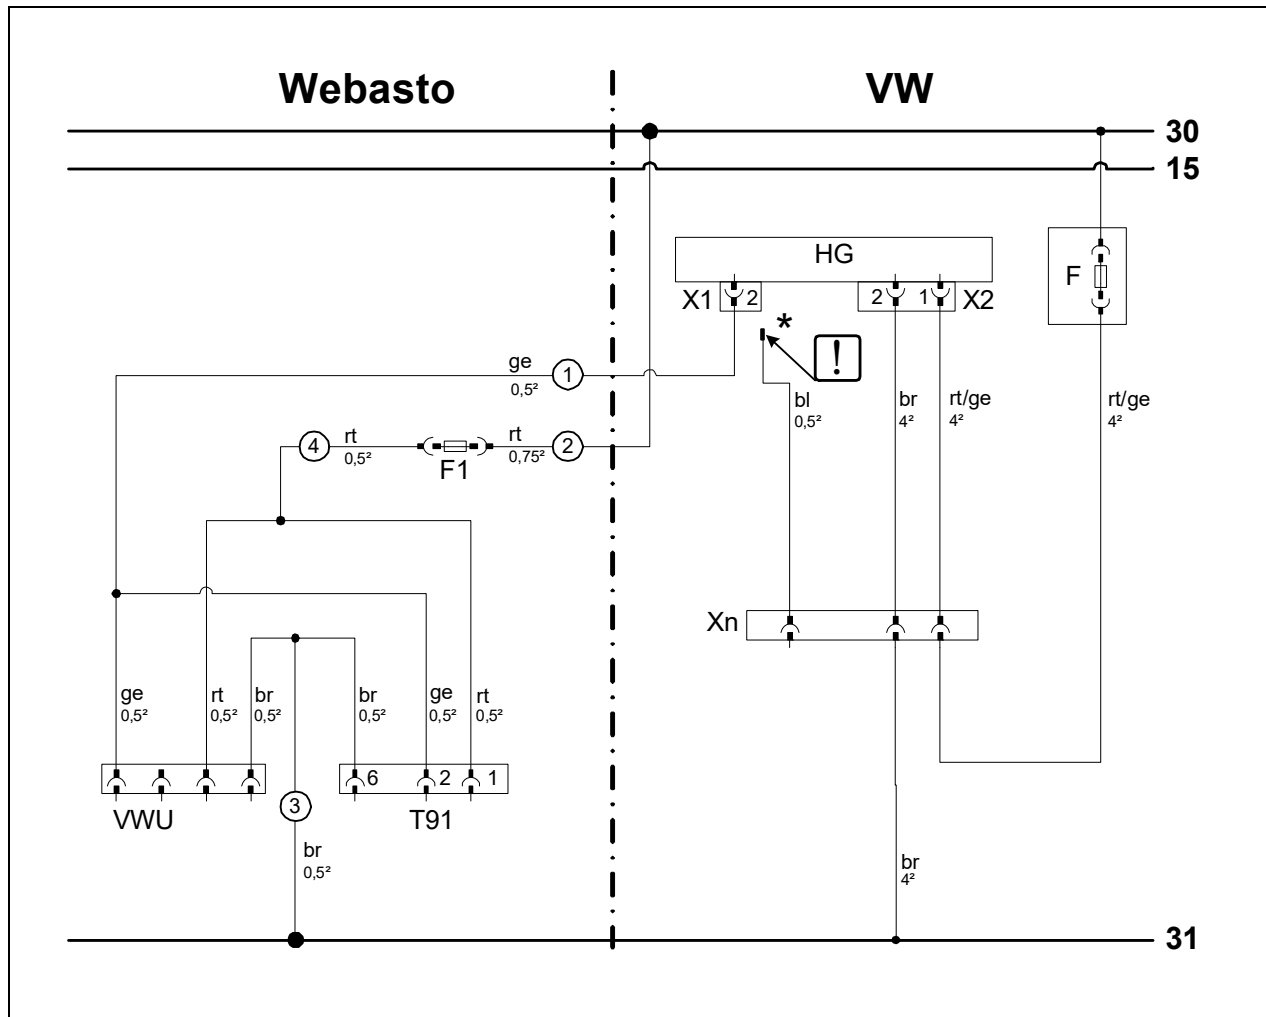 Webasto
VW
30
15
HG
X1 2
2 1 X2
F
*
!
ge
0,5²
1
bl
0,5²
br
4²
rt/ge
4²
rt/ge
4²
4
rt
0,5²
F1
rt
0,75²
2
Xn
ge
0,5²
rt
0,5²
br
0,5²
br
0,5²
ge
0,5²
rt
0,5²
6 2 1
VWU
3
T91
br
0,5²
br
4²
31